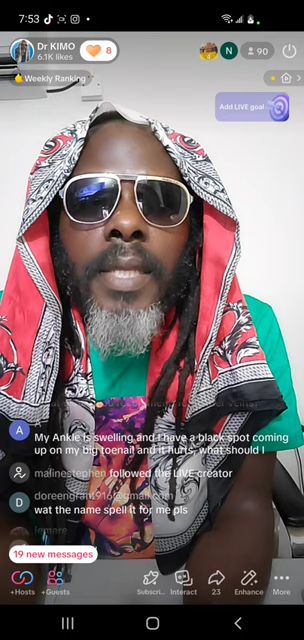 7:53
Dr KIMO
6.1K likes
8
N
90
Weekly Ranking
Add LIVE goal
A
My Ankle is swelling and I have a black spot coming
up on my big toenail and it hurts, what should I
malinestephen followed the LIVE creator
D
doreengrant916@gmail.com
wat the name spell it for me pls
19 new messages
+Hosts
+Guests
Subscri...
Interact
23
Enhance
More